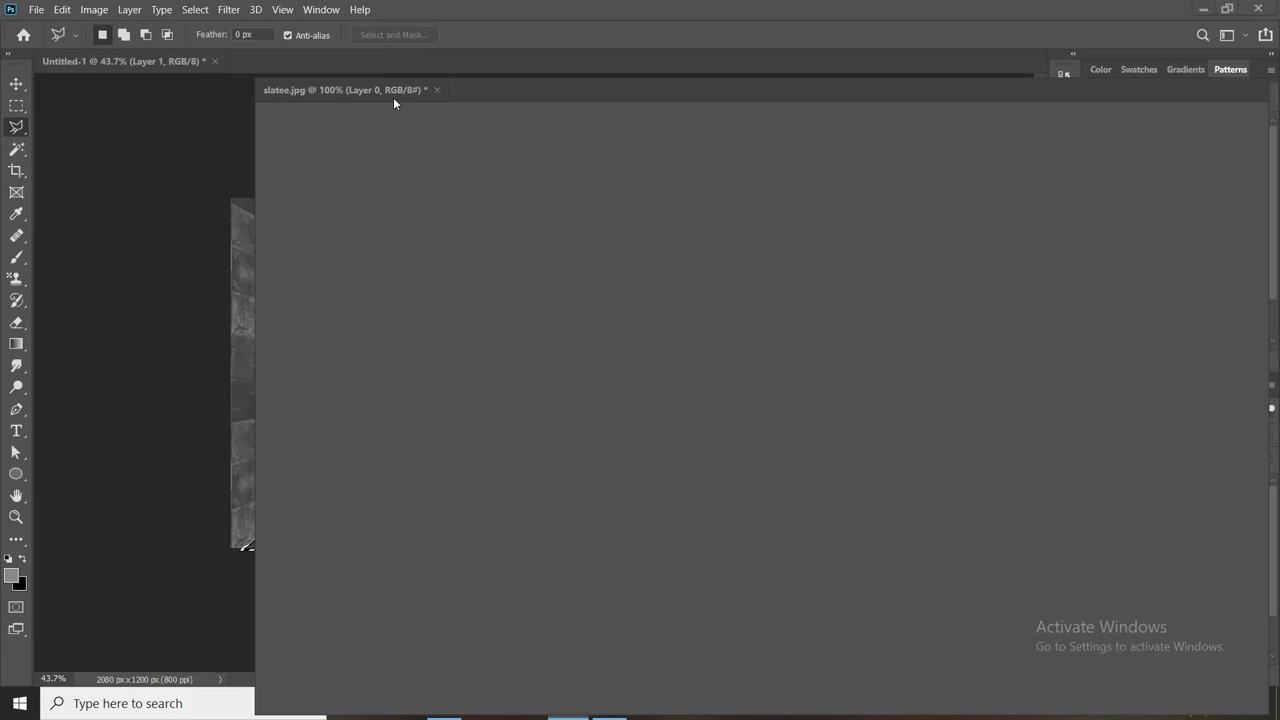 Ps File Edit Image Layer Type Select Filter 3D View Window Help
Feather: 0 px Anti-alias Select and Mask...
Untitled-1 @ 43.7% (Layer 1, RGB/8) * ×
Color Swatches Gradients Patterns
slatee.jpg @ 100% (Layer 0, RGB/8#) * ×
Activate Windows
Go to Settings to activate Windows.
43.7% 2080 px x 1200 px (800 ppi)
Type here to search